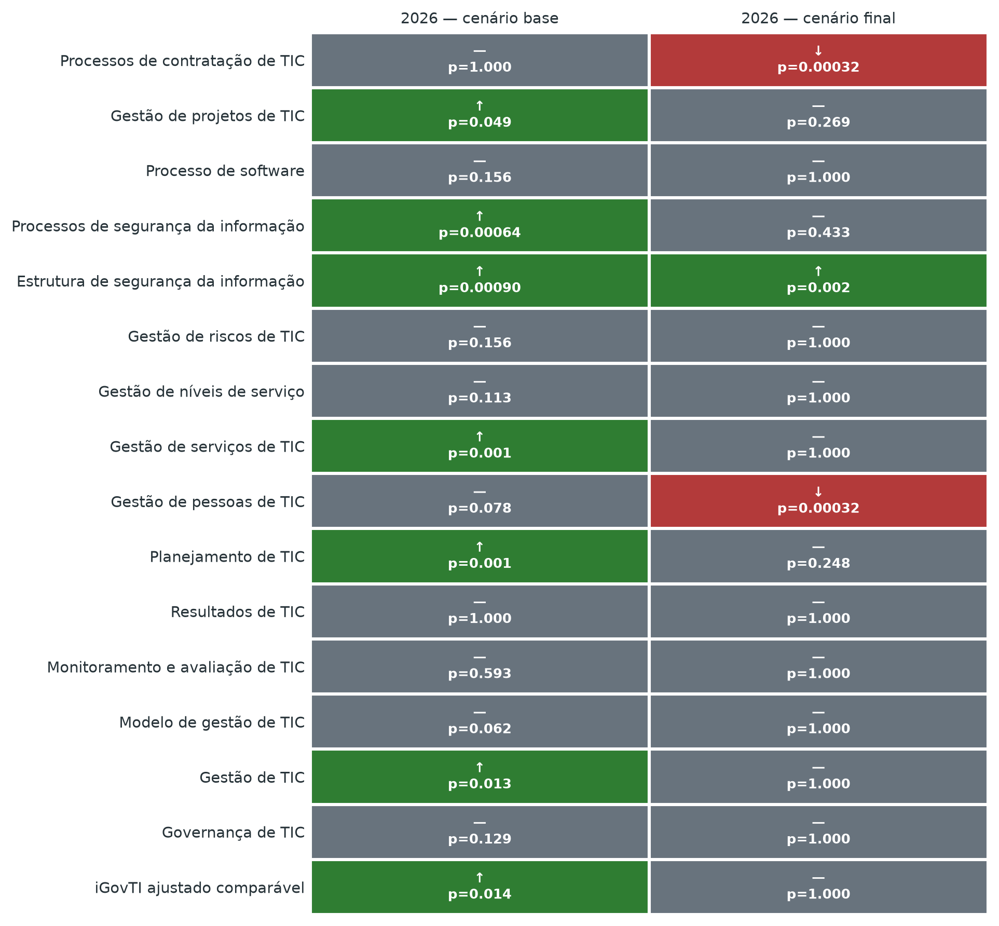 2026 — cenário base
2026 — cenário final
Processos de contratação de TIC
—
p=1.000
↓
p=0.00032
Gestão de projetos de TIC
↑
p=0.049
—
p=0.269
Processo de software
—
p=0.156
—
p=1.000
Processos de segurança da informação
↑
p=0.00064
—
p=0.433
Estrutura de segurança da informação
↑
p=0.00090
↑
p=0.002
Gestão de riscos de TIC
—
p=0.156
—
p=1.000
Gestão de níveis de serviço
—
p=0.113
—
p=1.000
Gestão de serviços de TIC
↑
p=0.001
—
p=1.000
Gestão de pessoas de TIC
—
p=0.078
↓
p=0.00032
Planejamento de TIC
↑
p=0.001
—
p=0.248
Resultados de TIC
—
p=1.000
—
p=1.000
Monitoramento e avaliação de TIC
—
p=0.593
—
p=1.000
Modelo de gestão de TIC
—
p=0.062
—
p=1.000
Gestão de TIC
↑
p=0.013
—
p=1.000
Governança de TIC
—
p=0.129
—
p=1.000
iGovTI ajustado comparável
↑
p=0.014
—
p=1.000